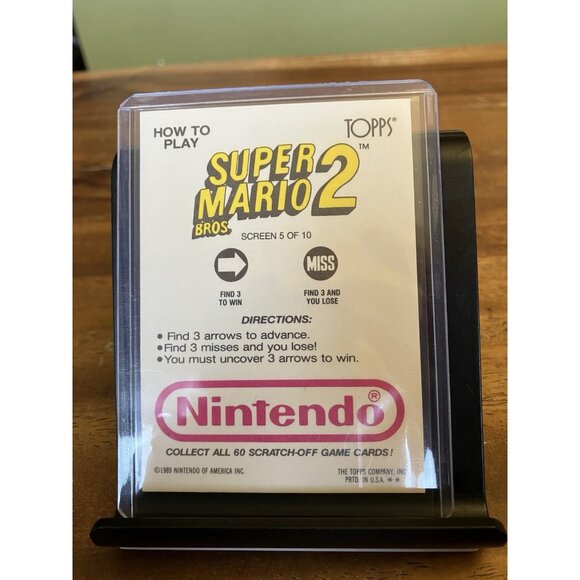 HOW TO
PLAY
TOPPS®
SUPER
MARIO 2™
BROS.
SCREEN 5 OF 10
MISS
FIND 3
TO WIN
FIND 3 AND
YOU LOSE
DIRECTIONS:
• Find 3 arrows to advance.
• Find 3 misses and you lose!
• You must uncover 3 arrows to win.
Nintendo®
COLLECT ALL 60 SCRATCH-OFF GAME CARDS!
©1989 NINTENDO OF AMERICA INC.
THE TOPPS COMPANY, INC.
PRTD. IN U.S.A. **